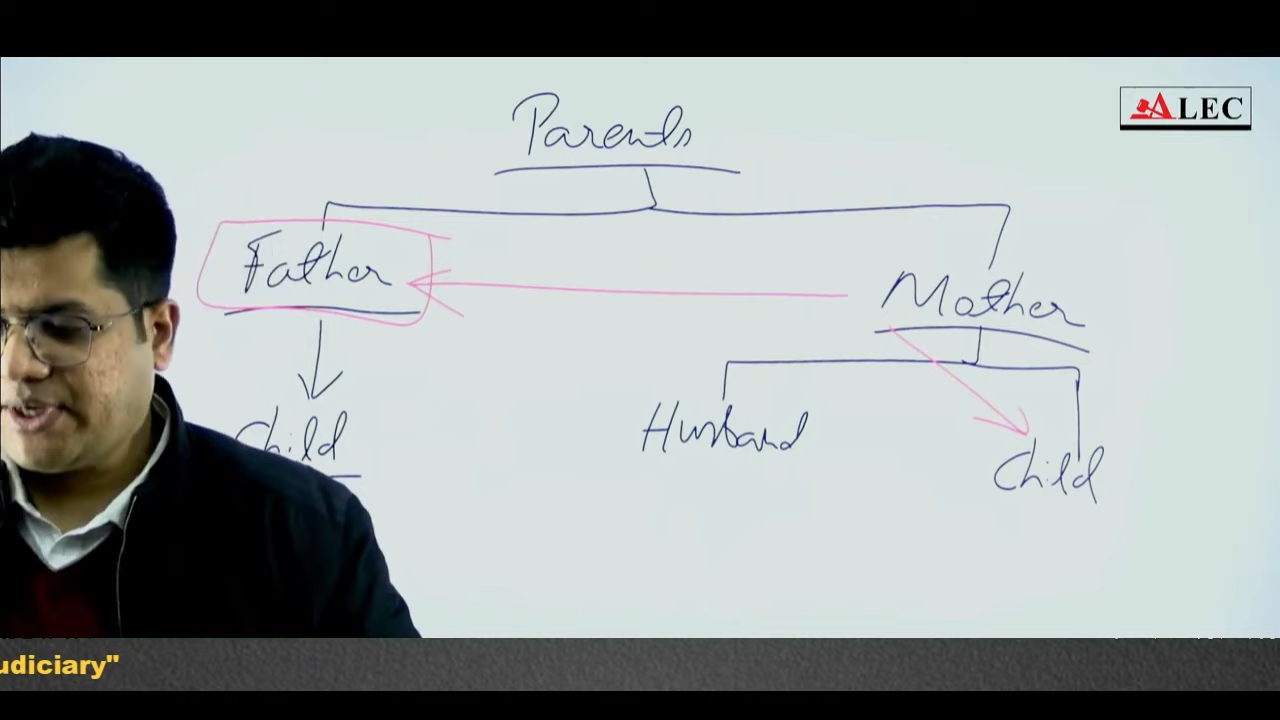 Parents
ALEC
Father
Mother
Child
Husband
Child
udiciary"